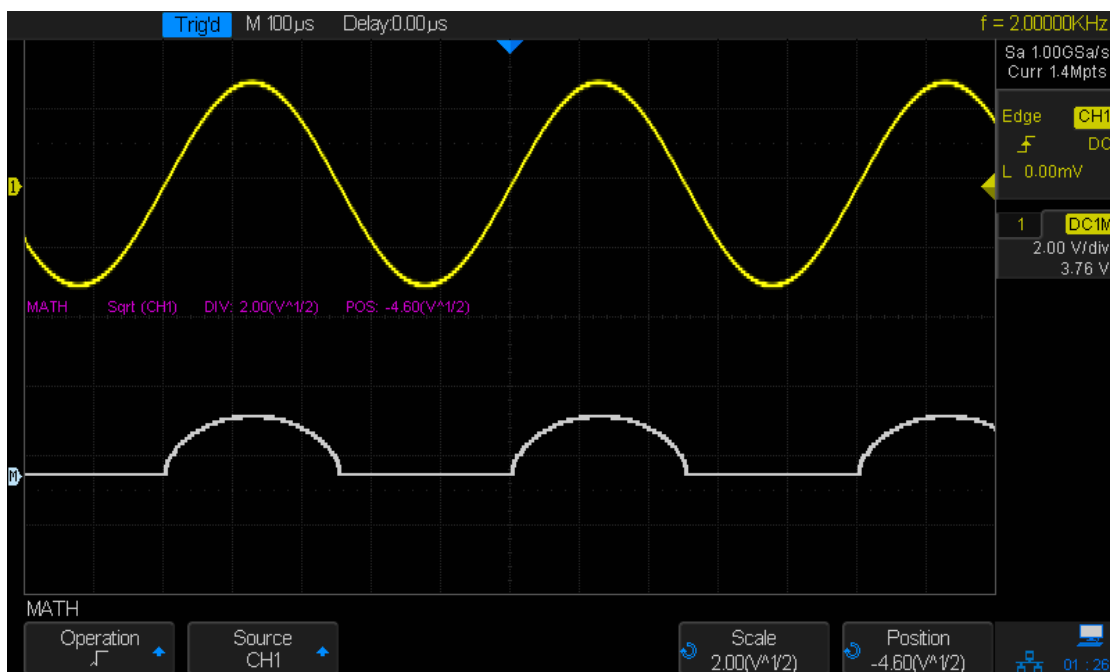 Trig'd M 100μs Delay:0.00μs f = 2.00000KHz
Sa 1.00GSa/s
Curr 1.4Mpts
Edge CH1
DC
L 0.00mV
1
1 DC1M
2.00 V/div
3.76 V
MATH Sqrt (CH1) DIV: 2.00(V^1/2) POS: -4.60(V^1/2)
M
MATH
Operation
√
Source
CH1
Scale
2.00(V^1/2)
Position
-4.60(V^1/2)
01 : 26